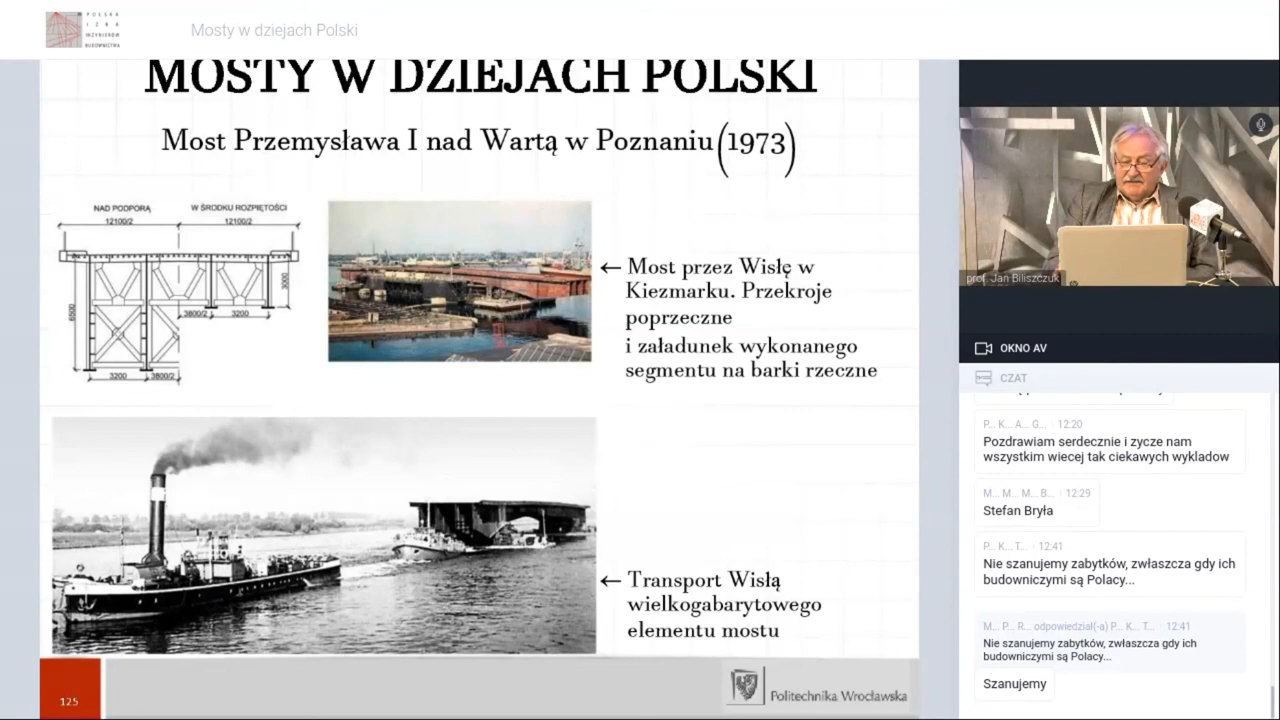 POLSKA
IZBA
INŻYNIERÓW
BUDOWNICTWA
Mosty w dziejach Polski
MOSTY W DZIEJACH POLSKI
Most Przemysława I nad Wartą w Poznaniu (1973)
NAD PODPORĄ
W ŚRODKU ROZPIĘTOŚCI
12100/2
12100/2
6500
3000
3800/2
3200
3200
3800/2
← Most przez Wisłę w
Kiezmarku. Przekroje
poprzeczne
i załadunek wykonanego
segmentu na barki rzeczne
← Transport Wisłą
wielkogabarytowego
elementu mostu
125
Politechnika Wrocławska
prof. Jan Biliszczuk
OKNO AV
CZAT
P... K... A... G... 12:20
Pozdrawiam serdecznie i zycze nam
wszystkim wiecej tak ciekawych wykladow
M... M... M... B... 12:29
Stefan Bryła
P... K... T... 12:41
Nie szanujemy zabytków, zwłaszcza gdy ich
budowniczymi są Polacy...
M... P... R... odpowiedział(-a) P... K... T... 12:41
Nie szanujemy zabytków, zwłaszcza gdy ich
budowniczymi są Polacy...
Szanujemy